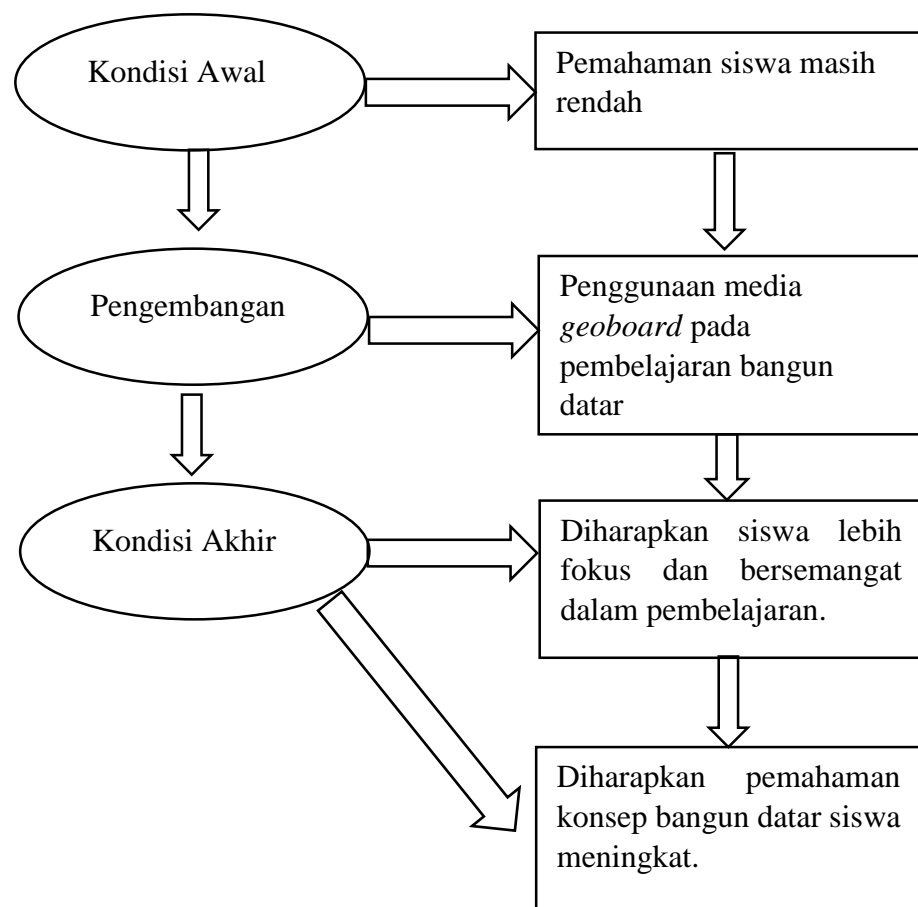 Kondisi Awal
Pemahaman siswa masih
rendah
Pengembangan
Penggunaan media
geoboard pada
pembelajaran bangun
datar
Kondisi Akhir
Diharapkan siswa lebih
fokus dan bersemangat
dalam pembelajaran.
Diharapkan pemahaman
konsep bangun datar siswa
meningkat.